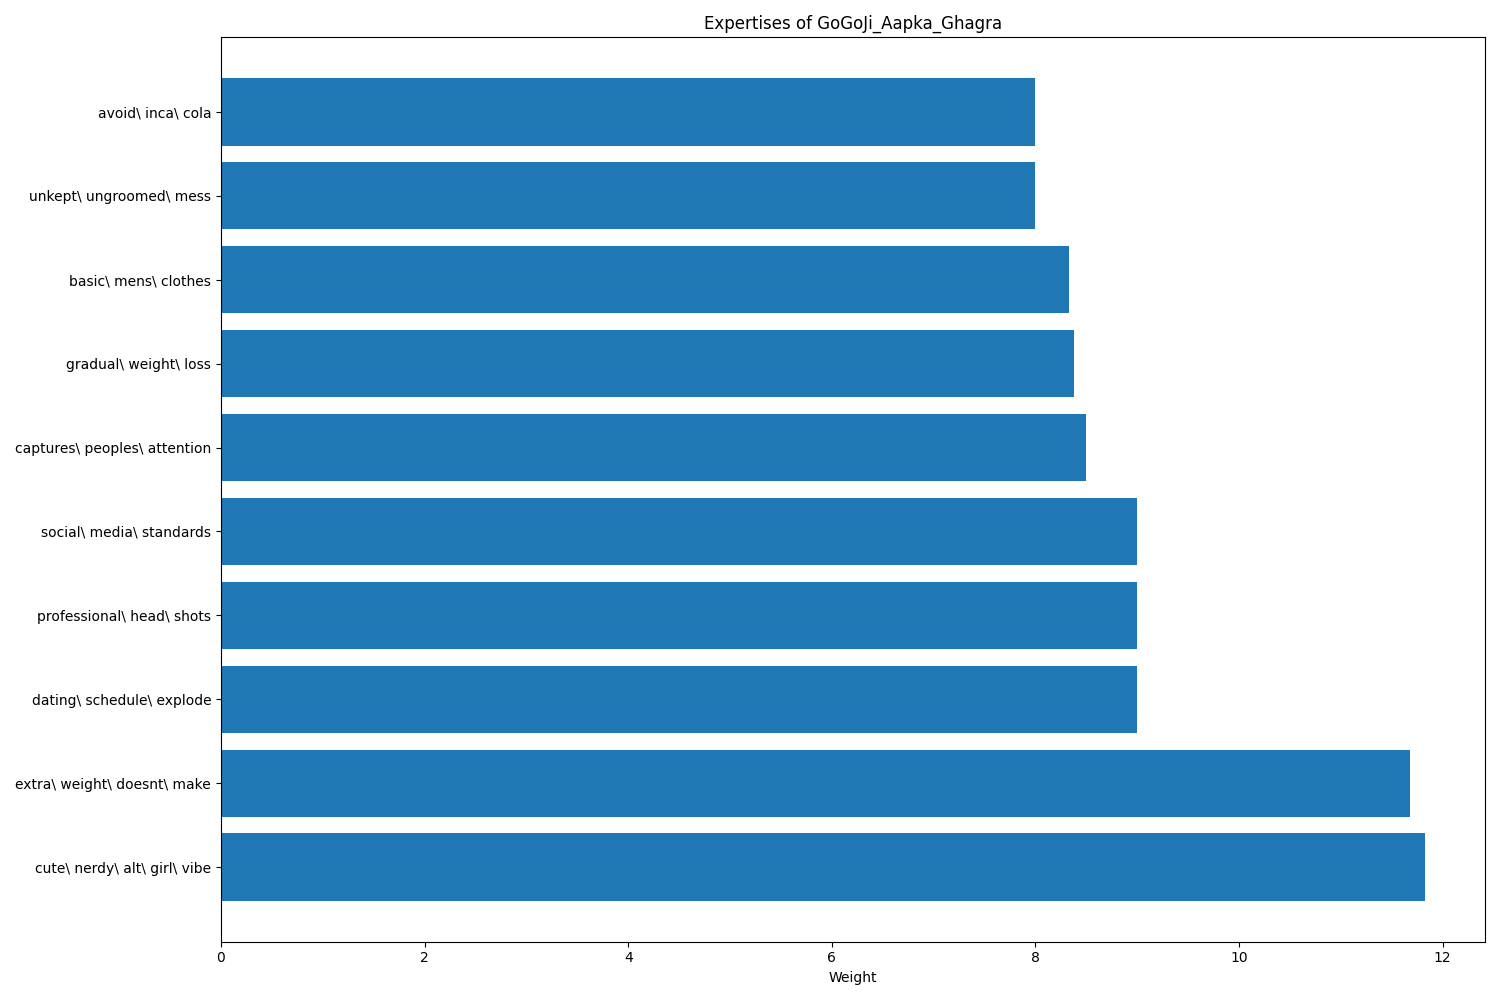 Expertises of GoGoJi_Aapka_Ghagra
avoid\ inca\ cola
unkept\ ungroomed\ mess
basic\ mens\ clothes
gradual\ weight\ loss
captures\ peoples\ attention
social\ media\ standards
professional\ head\ shots
dating\ schedule\ explode
extra\ weight\ doesnt\ make
cute\ nerdy\ alt\ girl\ vibe
0 2 4 6 8 10 12
Weight